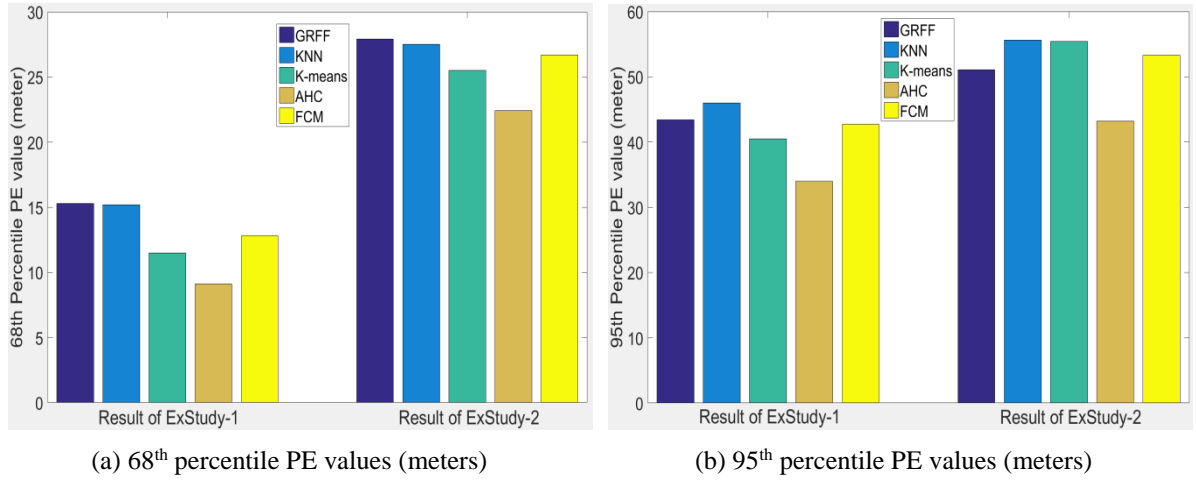 30
25
20
15
10
5
0
68th Percentile PE value (meter)
GRFF
KNN
K-means
AHC
FCM
Result of ExStudy-1
Result of ExStudy-2
(a) 68th percentile PE values (meters)
60
50
40
30
20
10
0
95th Percentile PE value (meter)
GRFF
KNN
K-means
AHC
FCM
Result of ExStudy-1
Result of ExStudy-2
(b) 95th percentile PE values (meters)